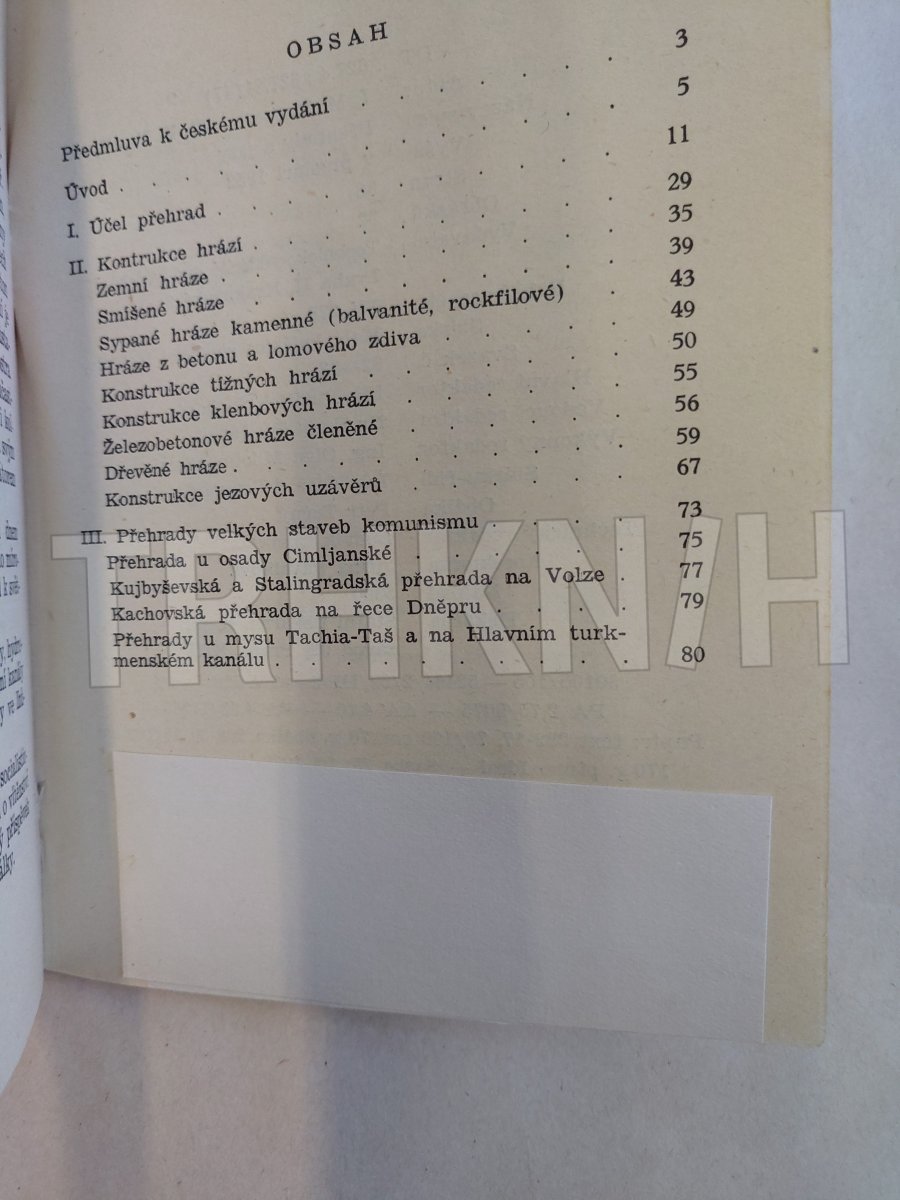 OBSAH
Předmluva k českému vydání . . . . . . 3
Úvod . . . . . . . . . . 5
I. Účel přehrad . . . . . . . . 11
II. Kontrukce hrází . . . . . . . 29
Zemní hráze . . . . . . . . 35
Smíšené hráze . . . . . . . . 39
Sypané hráze kamenné (balvanité, rockfilové) . 43
Hráze z betonu a lomového zdiva . . . . 49
Konstrukce tížných hrází . . . . . . 50
Konstrukce klenbových hrází . . . . . 55
Železobetonové hráze členěné . . . . . 56
Dřevěné hráze . . . . . . . . 59
Konstrukce jezových uzávěrů . . . . . 67
III. Přehrady velkých staveb komunismu . . . . 73
Přehrada u osady Cimljanské . . . . . 75
Kujbyševská a Stalingradská přehrada na Volze . 77
Kachovská přehrada na řece Dněpru . . . . 79
Přehrady u mysu Tachia-Taš a na Hlavním turk-
menském kanálu . . . . . . . . . . 80
TRHKN/H